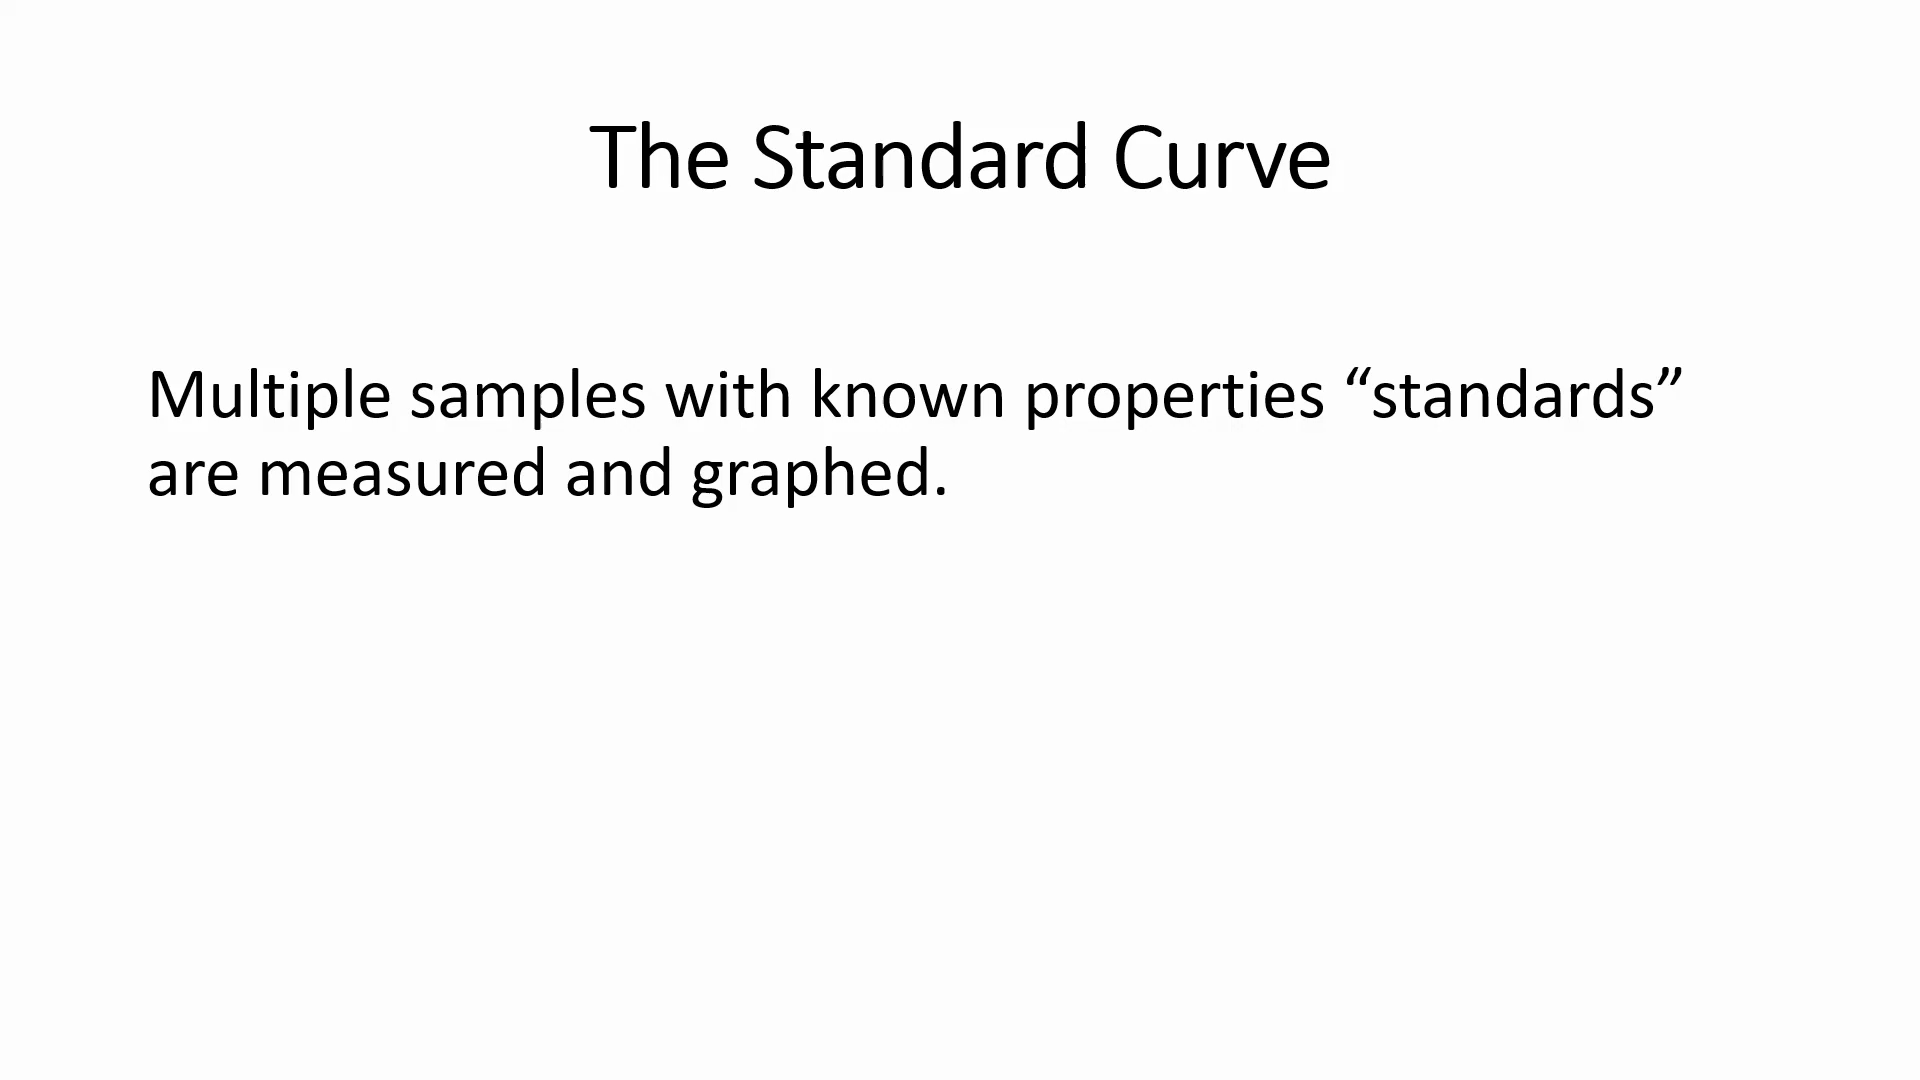 The Standard Curve
Multiple samples with known properties “standards”
are measured and graphed.